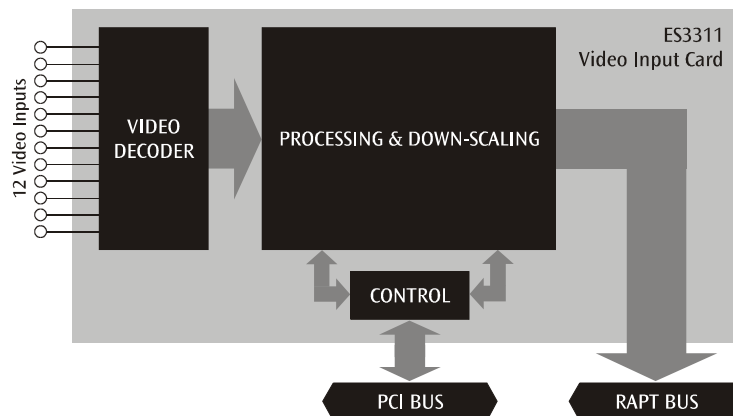 ES3311
Video Input Card
12 Video Inputs
VIDEO
DECODER
PROCESSING & DOWN-SCALING
CONTROL
PCI BUS
RAPT BUS